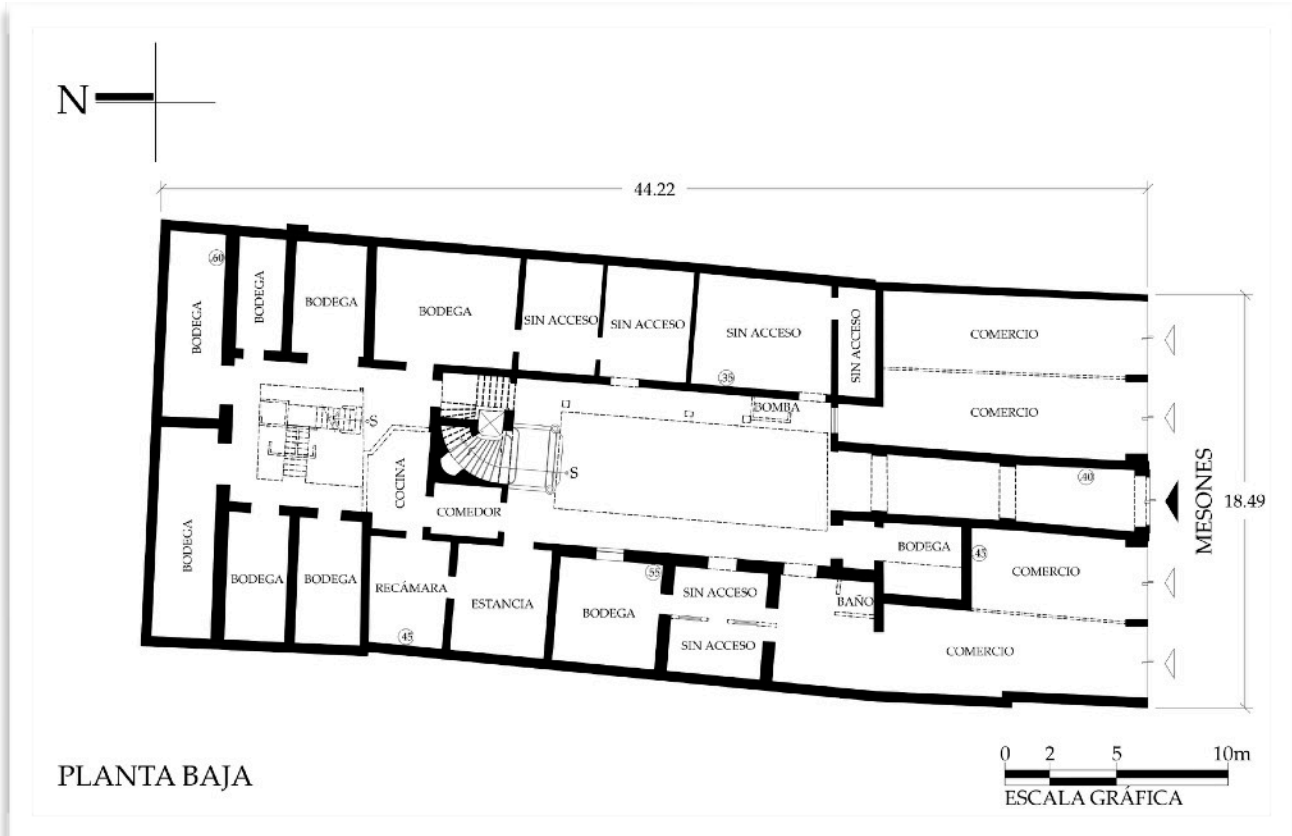 N
44.22
.60
BODEGA
BODEGA
BODEGA
BODEGA
SIN ACCESO
SIN ACCESO
SIN ACCESO
.35
SIN ACCESO
COMERCIO
COMERCIO
BOMBA
S
S
COCINA
COMEDOR
.40
MESONES
18.49
BODEGA
BODEGA
BODEGA
RECÁMARA
.45
ESTANCIA
BODEGA
.55
SIN ACCESO
SIN ACCESO
BAÑO
BODEGA
.45
COMERCIO
COMERCIO
PLANTA BAJA
0 2 5 10m
ESCALA GRÁFICA